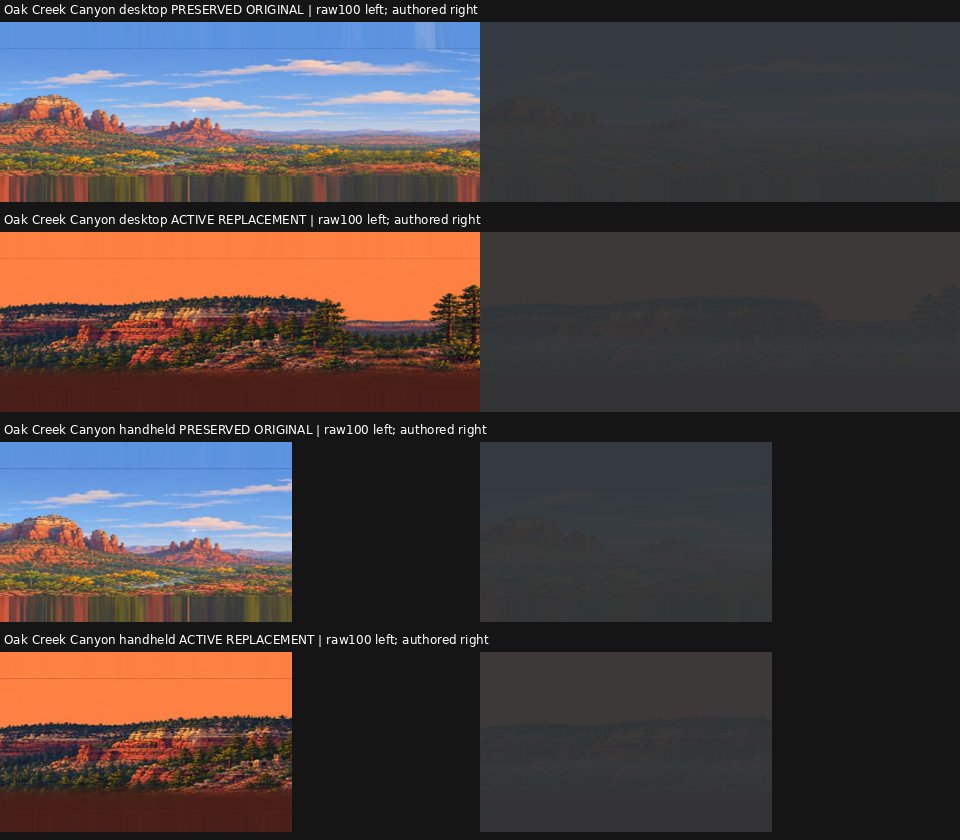 Oak Creek Canyon desktop PRESERVED ORIGINAL | raw100 left; authored right
Oak Creek Canyon desktop ACTIVE REPLACEMENT | raw100 left; authored right
Oak Creek Canyon handheld PRESERVED ORIGINAL | raw100 left; authored right
Oak Creek Canyon handheld ACTIVE REPLACEMENT | raw100 left; authored right